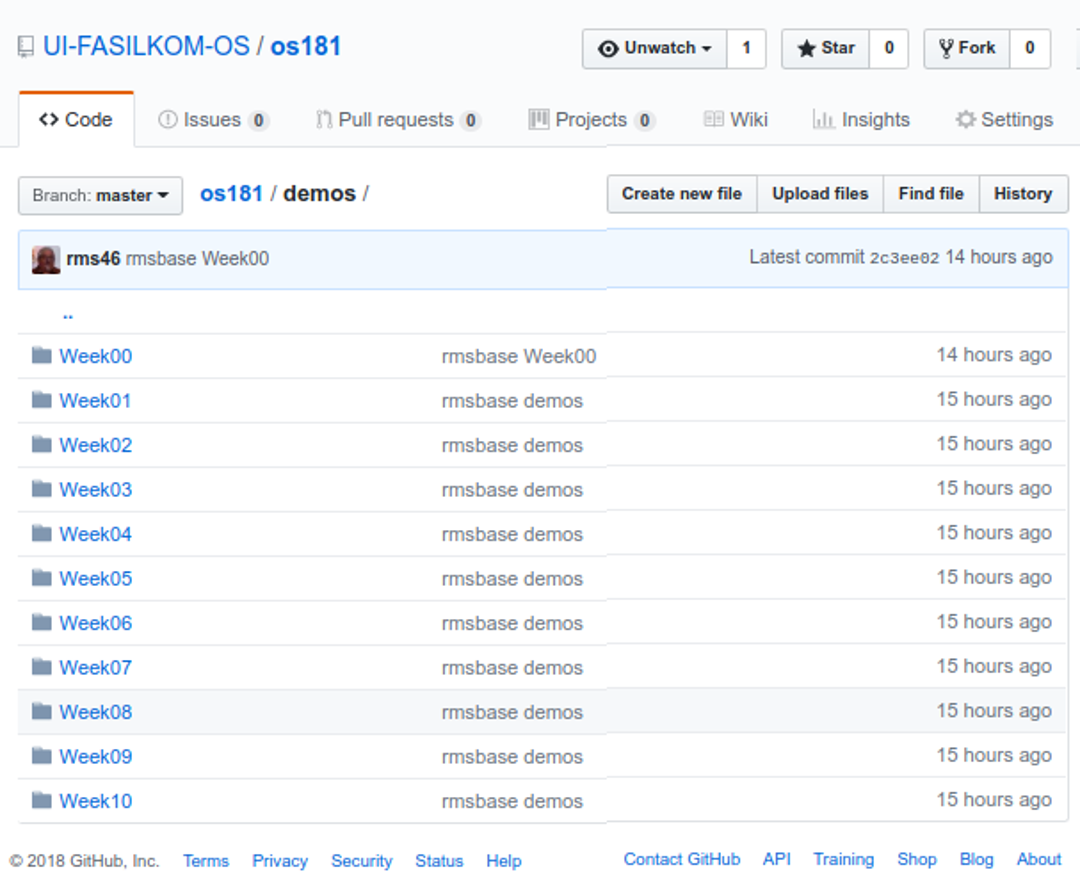 UI-FASILKOM-OS / os181 Unwatch 1 Star 0 Fork 0
Code Issues 0 Pull requests 0 Projects 0 Wiki Insights Settings
Branch: master os181 / demos / Create new file Upload files Find file History
rms46 rmsbase Week00 Latest commit 2c3ee02 14 hours ago
..
Week00 rmsbase Week00 14 hours ago
Week01 rmsbase demos 15 hours ago
Week02 rmsbase demos 15 hours ago
Week03 rmsbase demos 15 hours ago
Week04 rmsbase demos 15 hours ago
Week05 rmsbase demos 15 hours ago
Week06 rmsbase demos 15 hours ago
Week07 rmsbase demos 15 hours ago
Week08 rmsbase demos 15 hours ago
Week09 rmsbase demos 15 hours ago
Week10 rmsbase demos 15 hours ago
© 2018 GitHub, Inc. Terms Privacy Security Status Help Contact GitHub API Training Shop Blog About